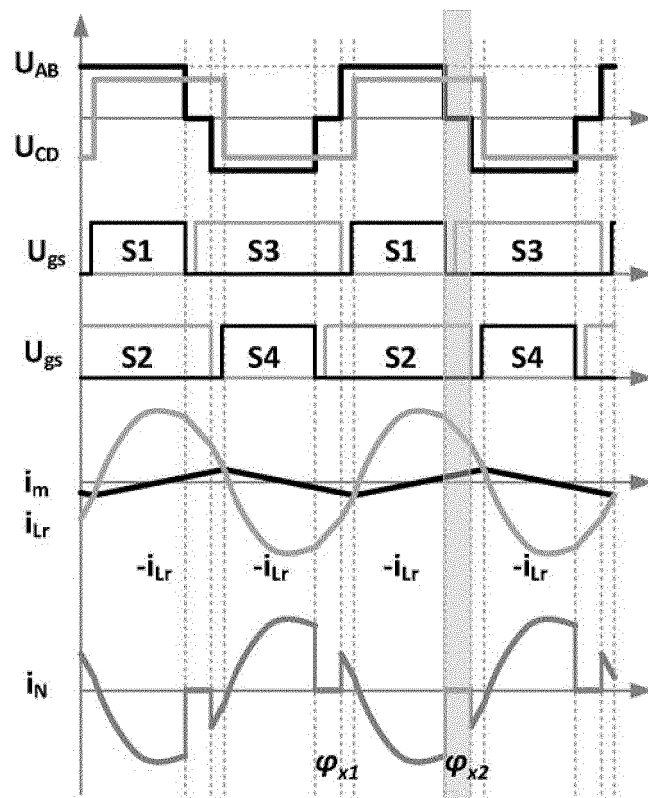 U_AB
U_CD
U_gs S1 S3 S1 S3
U_gs S2 S4 S2 S4
i_m
i_Lr
-i_Lr -i_Lr -i_Lr -i_Lr
i_N
φ_x1 φ_x2